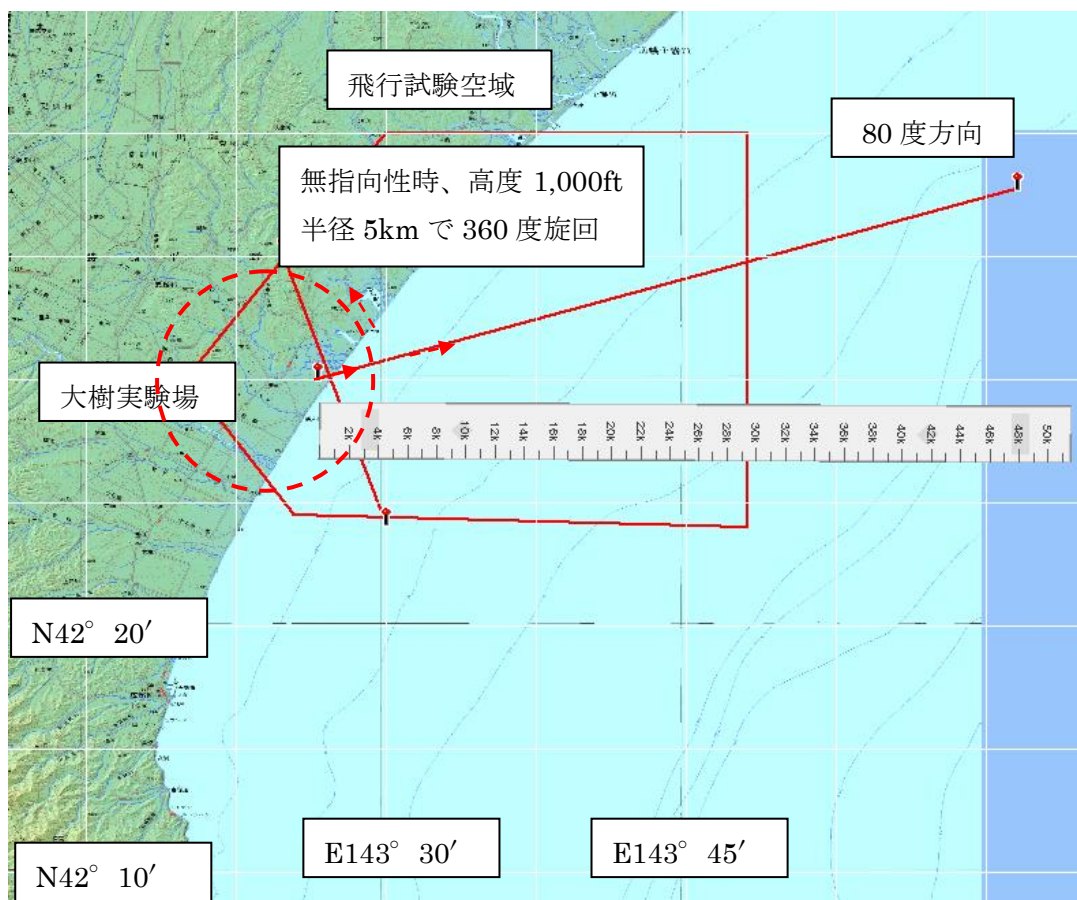 飛行試験空域
80 度方向
無指向性時、高度 1,000ft
半径 5km で 360 度旋回
大樹実験場
2k 4k 6k 8k 10k 12k 14k 16k 18k 20k 22k 24k 26k 28k 30k 32k 34k 36k 38k 40k 42k 44k 46k 48k 50k
N42° 20′
E143° 30′
E143° 45′
N42° 10′